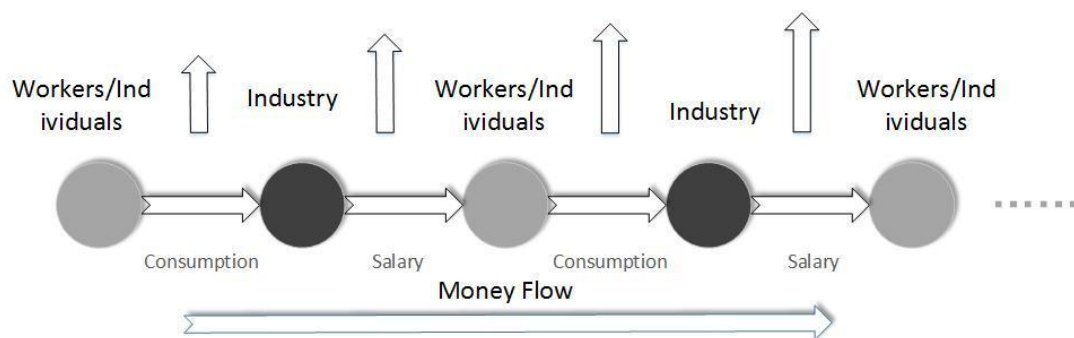 Workers/Ind
ividuals
Industry
Workers/Ind
ividuals
Industry
Workers/Ind
ividuals
Consumption
Salary
Consumption
Salary
Money Flow